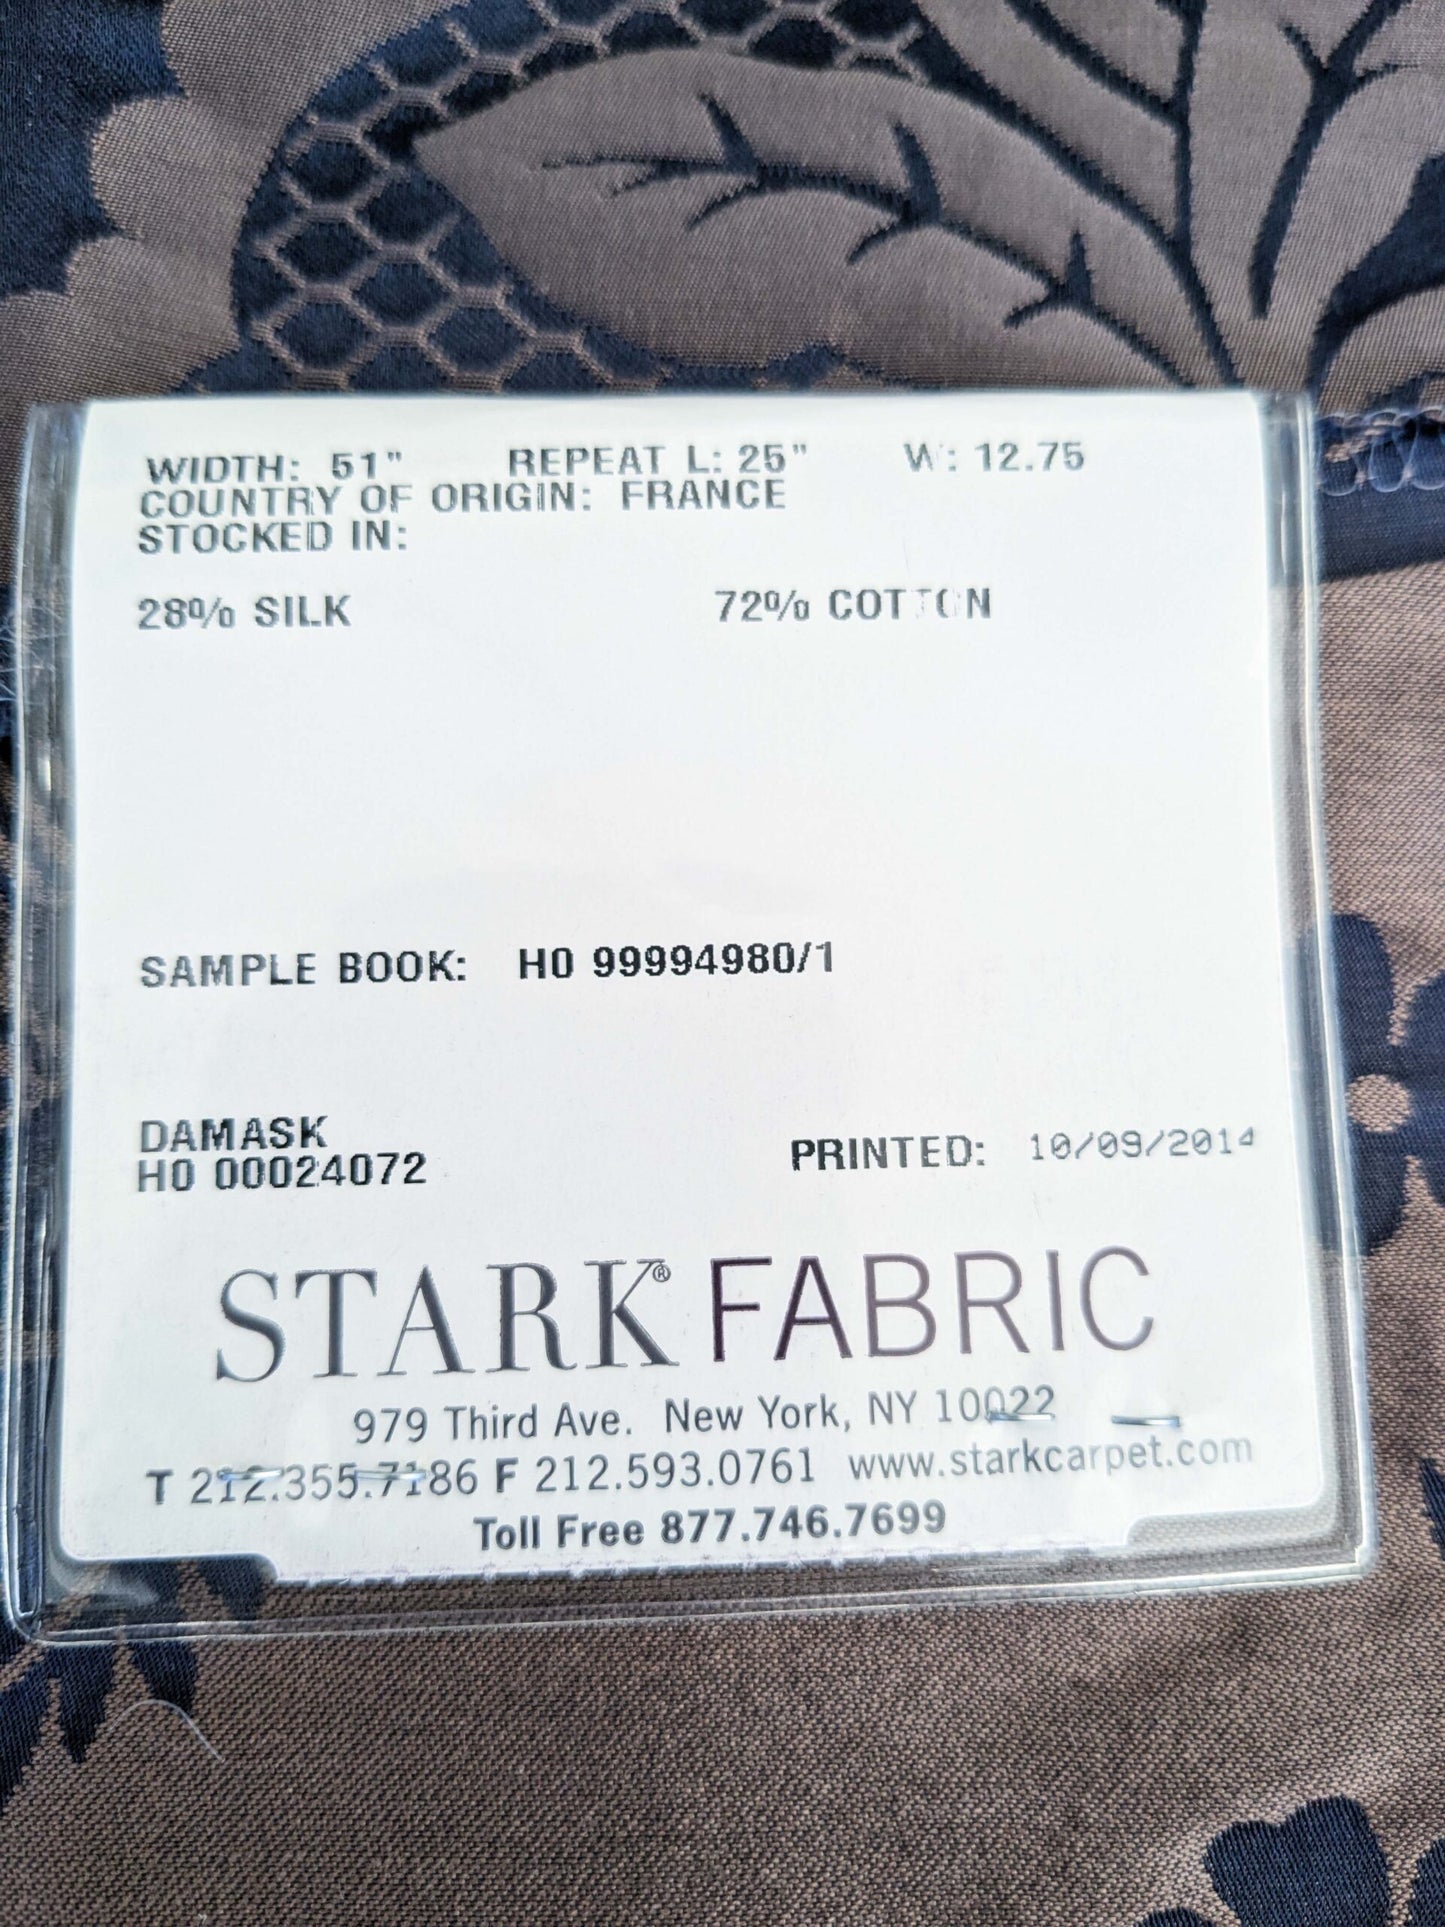 WIDTH: 51" REPEAT L: 25" W: 12.75
COUNTRY OF ORIGIN: FRANCE
STOCKED IN:
28% SILK 72% COTTON
SAMPLE BOOK: H0 99994980/1
DAMASK
H0 00024072
PRINTED: 10/09/2014
STARK® FABRIC
979 Third Ave. New York, NY 10022
T 212.355.7186 F 212.593.0761 www.starkcarpet.com
Toll Free 877.746.7699